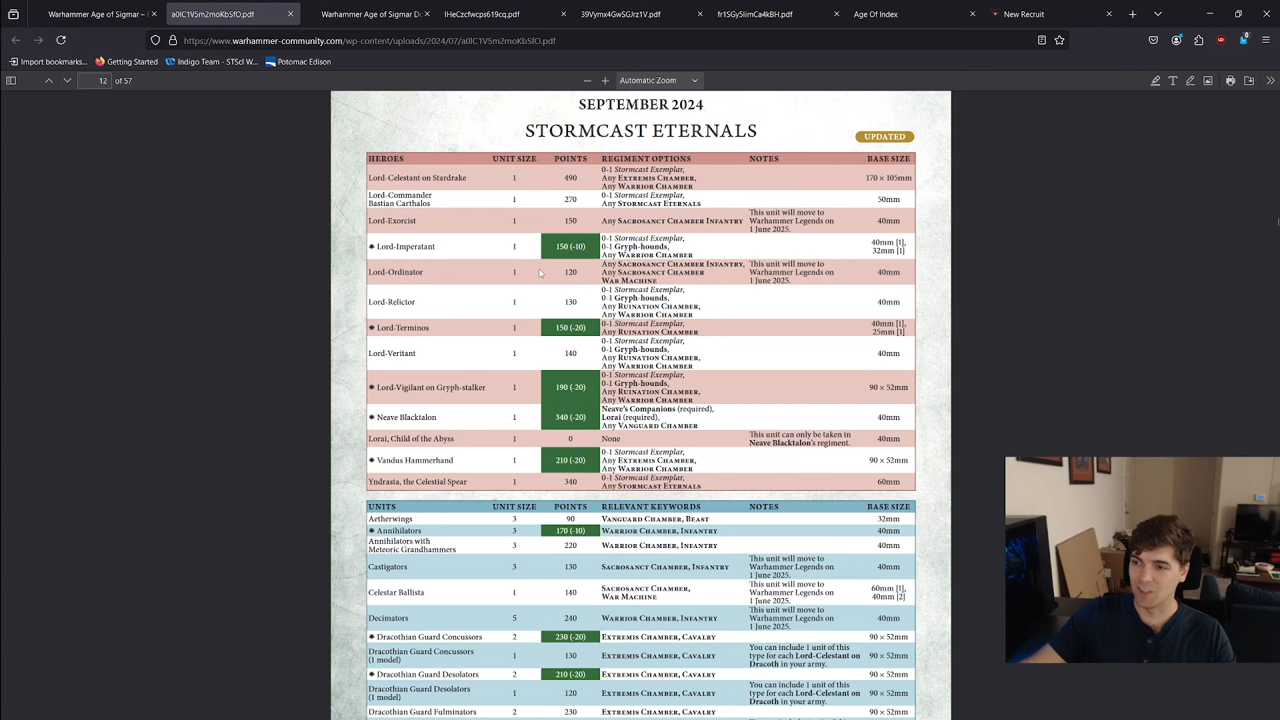 Warhammer Age of Sigmar –
a0lC1V5m2moKbSfO.pdf
Warhammer Age of Sigmar: D
IHeCzcfwcps619cq.pdf
39Vymx4GwSGJrz1V.pdf
fr1SGySlimCa4kBH.pdf
Age Of Index
New Recruit
https://www.warhammer-community.com/wp-content/uploads/2024/07/a0lC1V5m2moKbSfO.pdf
Import bookmarks...
Getting Started
Indigo Team - STScI W...
Potomac Edison
12 of 57
Automatic Zoom
SEPTEMBER 2024
STORMCAST ETERNALS
UPDATED
HEROES UNIT SIZE POINTS REGIMENT OPTIONS NOTES BASE SIZE
Lord-Celestant on Stardrake 1 490 0-1 Stormcast Exemplar, Any EXTREMIS CHAMBER, Any WARRIOR CHAMBER 170 × 105mm
Lord-Commander Bastian Carthalos 1 270 0-1 Stormcast Exemplar, Any STORMCAST ETERNALS 50mm
Lord-Exorcist 1 150 Any SACROSANCT CHAMBER INFANTRY This unit will move to Warhammer Legends on 1 June 2025. 40mm
✹ Lord-Imperatant 1 150 (-10) 0-1 Stormcast Exemplar, 0-1 Gryph-hounds, Any WARRIOR CHAMBER 40mm [1], 32mm [1]
Lord-Ordinator 1 120 Any SACROSANCT CHAMBER INFANTRY, Any SACROSANCT CHAMBER WAR MACHINE This unit will move to Warhammer Legends on 1 June 2025. 40mm
Lord-Relictor 1 130 0-1 Stormcast Exemplar, 0-1 Gryph-hounds, Any RUINATION CHAMBER, Any WARRIOR CHAMBER 40mm
✹ Lord-Terminos 1 150 (-20) 0-1 Stormcast Exemplar, Any RUINATION CHAMBER 40mm [1], 25mm [1]
Lord-Veritant 1 140 0-1 Stormcast Exemplar, 0-1 Gryph-hounds, Any RUINATION CHAMBER, Any WARRIOR CHAMBER 40mm
✹ Lord-Vigilant on Gryph-stalker 1 190 (-20) 0-1 Stormcast Exemplar, 0-1 Gryph-hounds, Any RUINATION CHAMBER, Any WARRIOR CHAMBER 90 × 52mm
✹ Neave Blacktalon 1 340 (-20) Neave's Companions (required), Lorai (required), Any VANGUARD CHAMBER 40mm
Lorai, Child of the Abyss 1 0 None This unit can only be taken in Neave Blacktalon's regiment. 40mm
✹ Vandus Hammerhand 1 210 (-20) 0-1 Stormcast Exemplar, Any EXTREMIS CHAMBER, Any WARRIOR CHAMBER 90 × 52mm
Yndrasta, the Celestial Spear 1 340 0-1 Stormcast Exemplar, Any STORMCAST ETERNALS 60mm
UNITS UNIT SIZE POINTS RELEVANT KEYWORDS NOTES BASE SIZE
Aetherwings 3 90 VANGUARD CHAMBER, BEAST 32mm
✹ Annihilators 3 170 (-10) WARRIOR CHAMBER, INFANTRY 40mm
Annihilators with Meteoric Grandhammers 3 220 WARRIOR CHAMBER, INFANTRY 40mm
Castigators 3 130 SACROSANCT CHAMBER, INFANTRY This unit will move to Warhammer Legends on 1 June 2025. 40mm
Celestar Ballista 1 140 SACROSANCT CHAMBER, WAR MACHINE This unit will move to Warhammer Legends on 1 June 2025. 60mm [1], 40mm [2]
Decimators 5 240 WARRIOR CHAMBER, INFANTRY This unit will move to Warhammer Legends on 1 June 2025. 40mm
✹ Dracothian Guard Concussors 2 230 (-20) EXTREMIS CHAMBER, CAVALRY 90 × 52mm
Dracothian Guard Concussors (1 model) 1 130 EXTREMIS CHAMBER, CAVALRY You can include 1 unit of this type for each Lord-Celestant on Dracoth in your army. 90 × 52mm
✹ Dracothian Guard Desolators 2 210 (-20) EXTREMIS CHAMBER, CAVALRY 90 × 52mm
Dracothian Guard Desolators (1 model) 1 120 EXTREMIS CHAMBER, CAVALRY You can include 1 unit of this type for each Lord-Celestant on Dracoth in your army. 90 × 52mm
Dracothian Guard Fulminators 2 230 EXTREMIS CHAMBER, CAVALRY 90 × 52mm